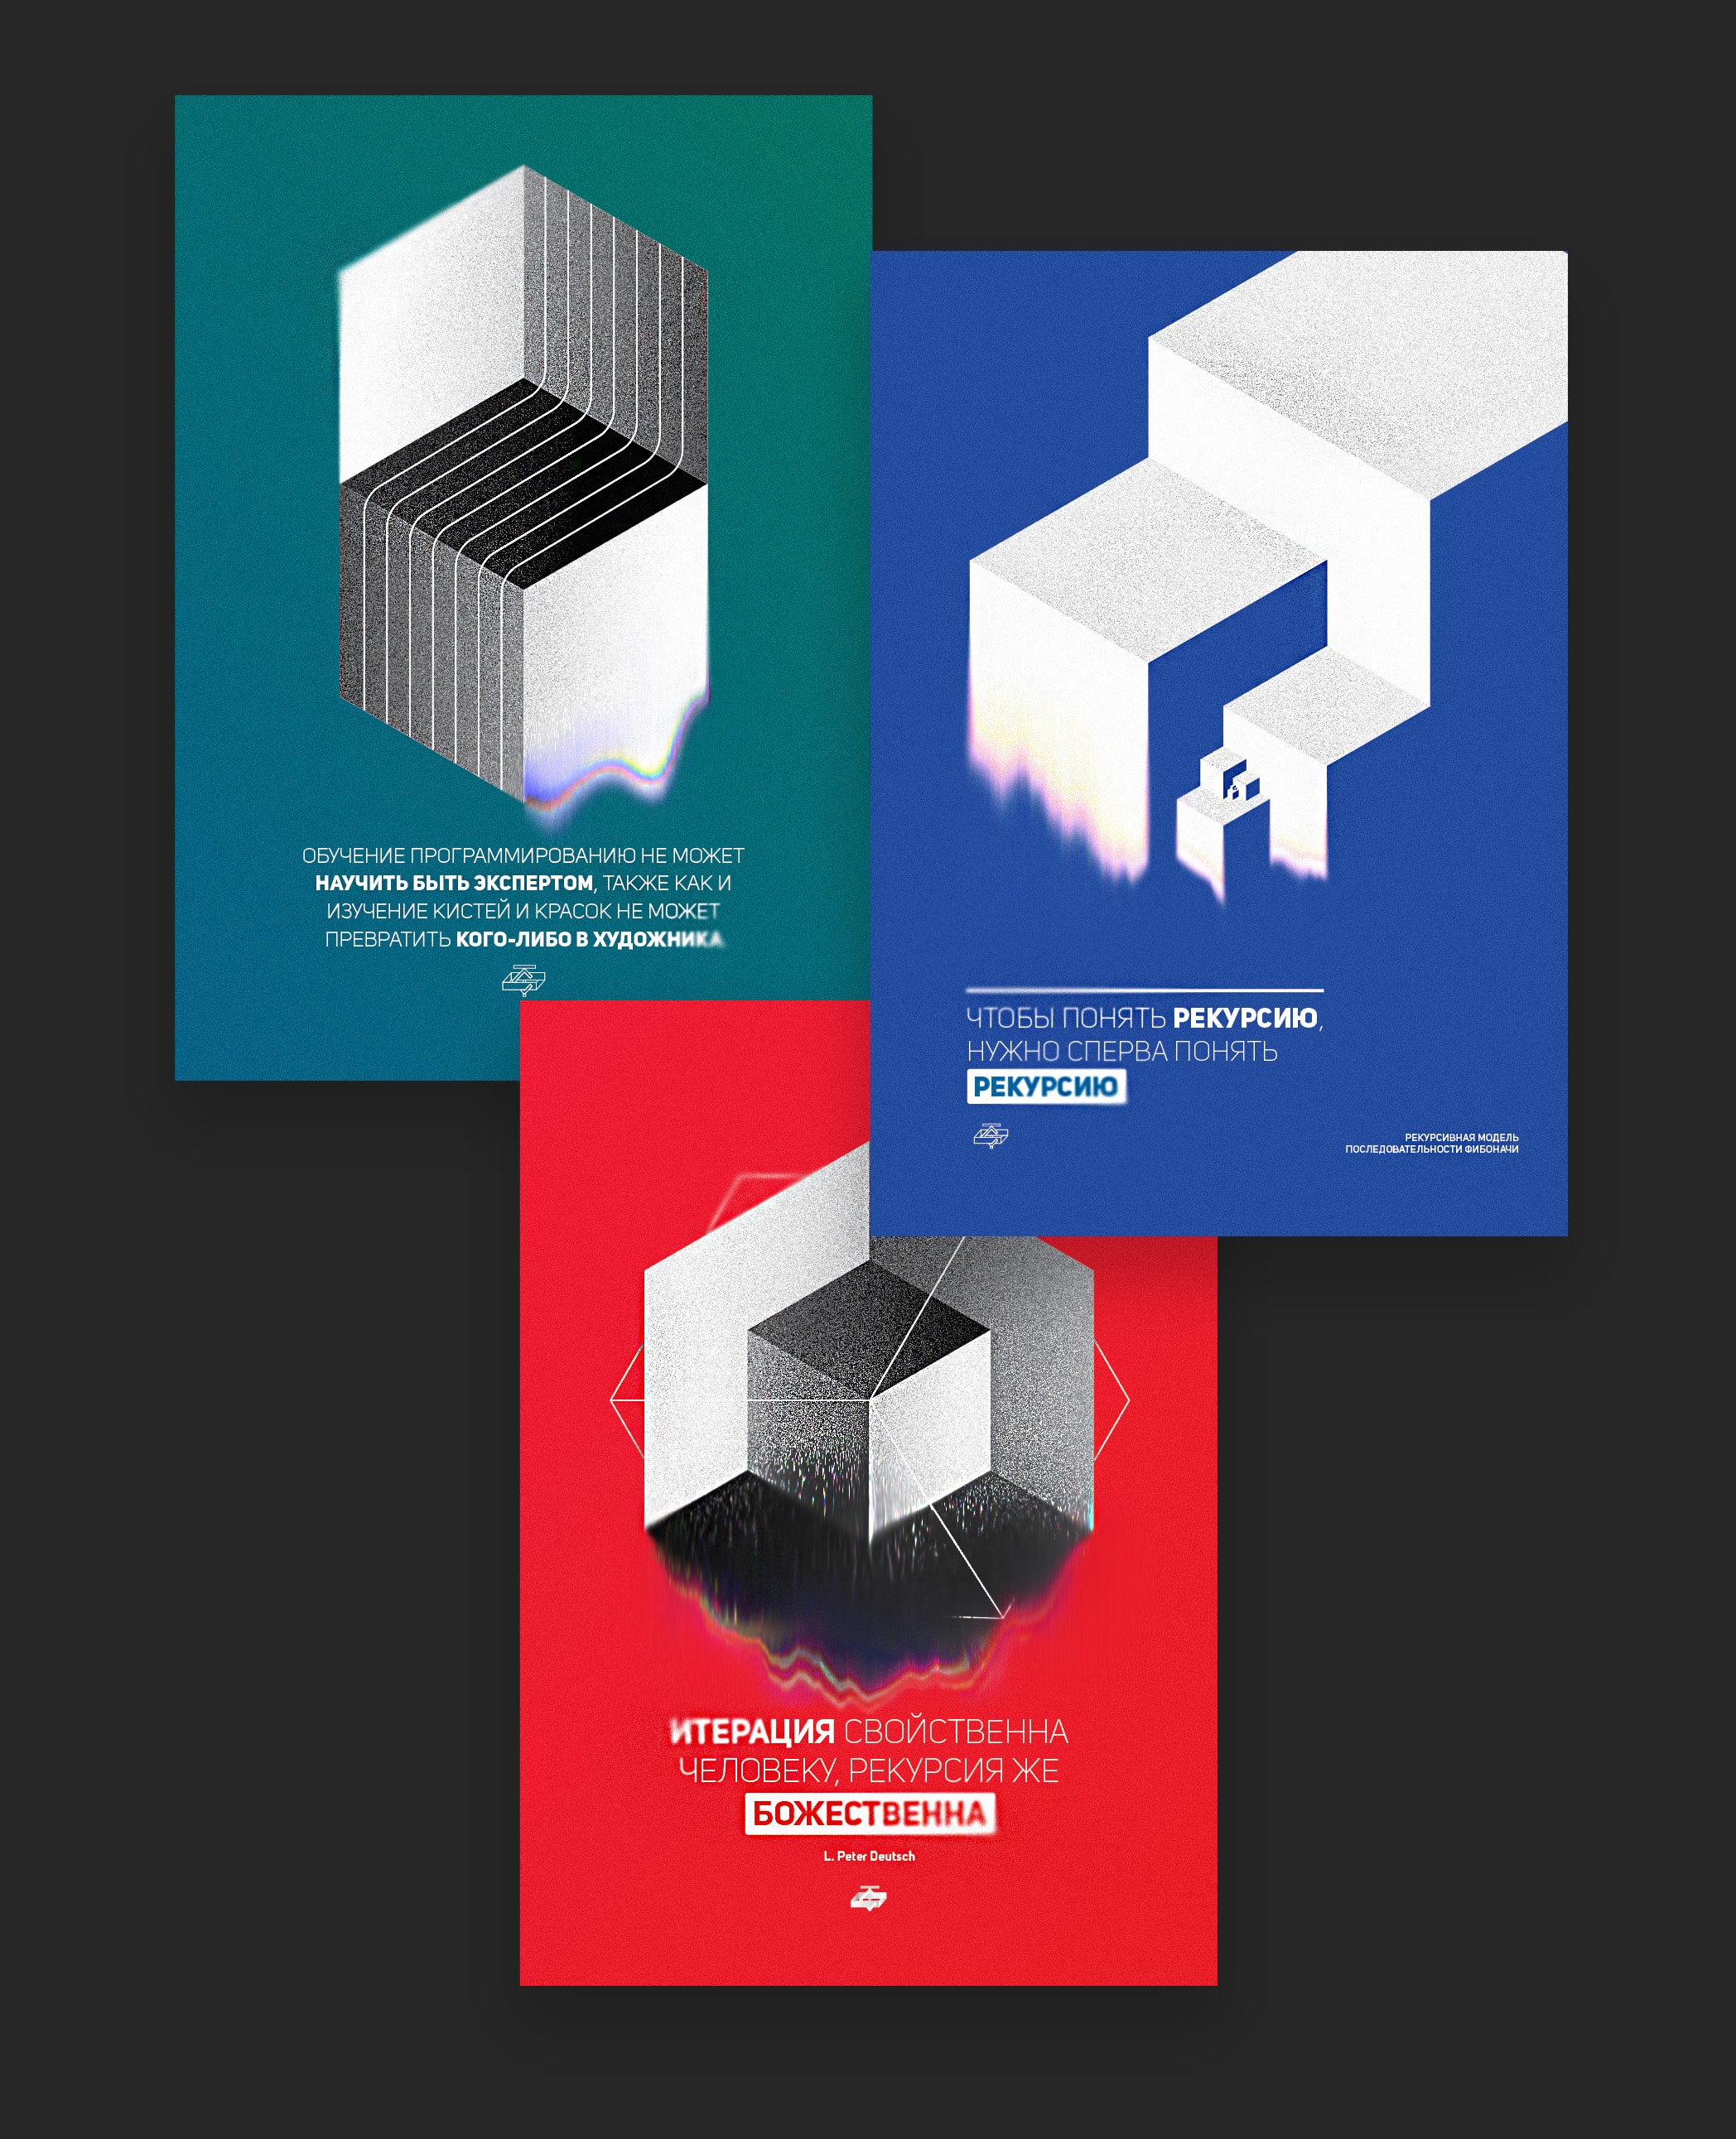 ОБУЧЕНИЕ ПРОГРАММИРОВАНИЮ НЕ МОЖЕТ
НАУЧИТЬ БЫТЬ ЭКСПЕРТОМ, ТАКЖЕ КАК И
ИЗУЧЕНИЕ КИСТЕЙ И КРАСОК НЕ МОЖЕТ
ПРЕВРАТИТЬ КОГО-ЛИБО В ХУДОЖНИКА
ЧТОБЫ ПОНЯТЬ РЕКУРСИЮ,
НУЖНО СПЕРВА ПОНЯТЬ
РЕКУРСИЮ
РЕКУРСИВНАЯ МОДЕЛЬ
ПОСЛЕДОВАТЕЛЬНОСТИ ФИБОНАЧИ
ИТЕРАЦИЯ СВОЙСТВЕННА
ЧЕЛОВЕКУ, РЕКУРСИЯ ЖЕ
БОЖЕСТВЕННА
L. Peter Deutsch